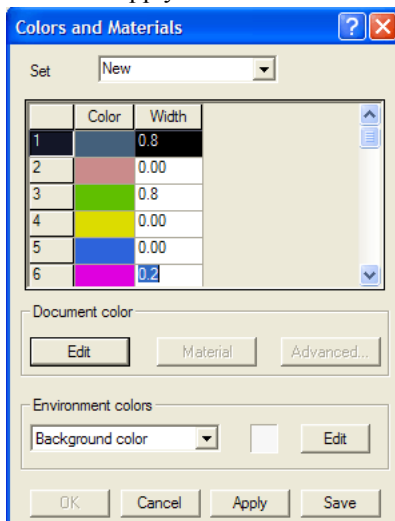 Colors and Materials
Set New
Color Width
1 0.8
2 0.00
3 0.8
4 0.00
5 0.00
6 0.2
Document color
Edit Material Advanced...
Environment colors
Background color Edit
OK Cancel Apply Save